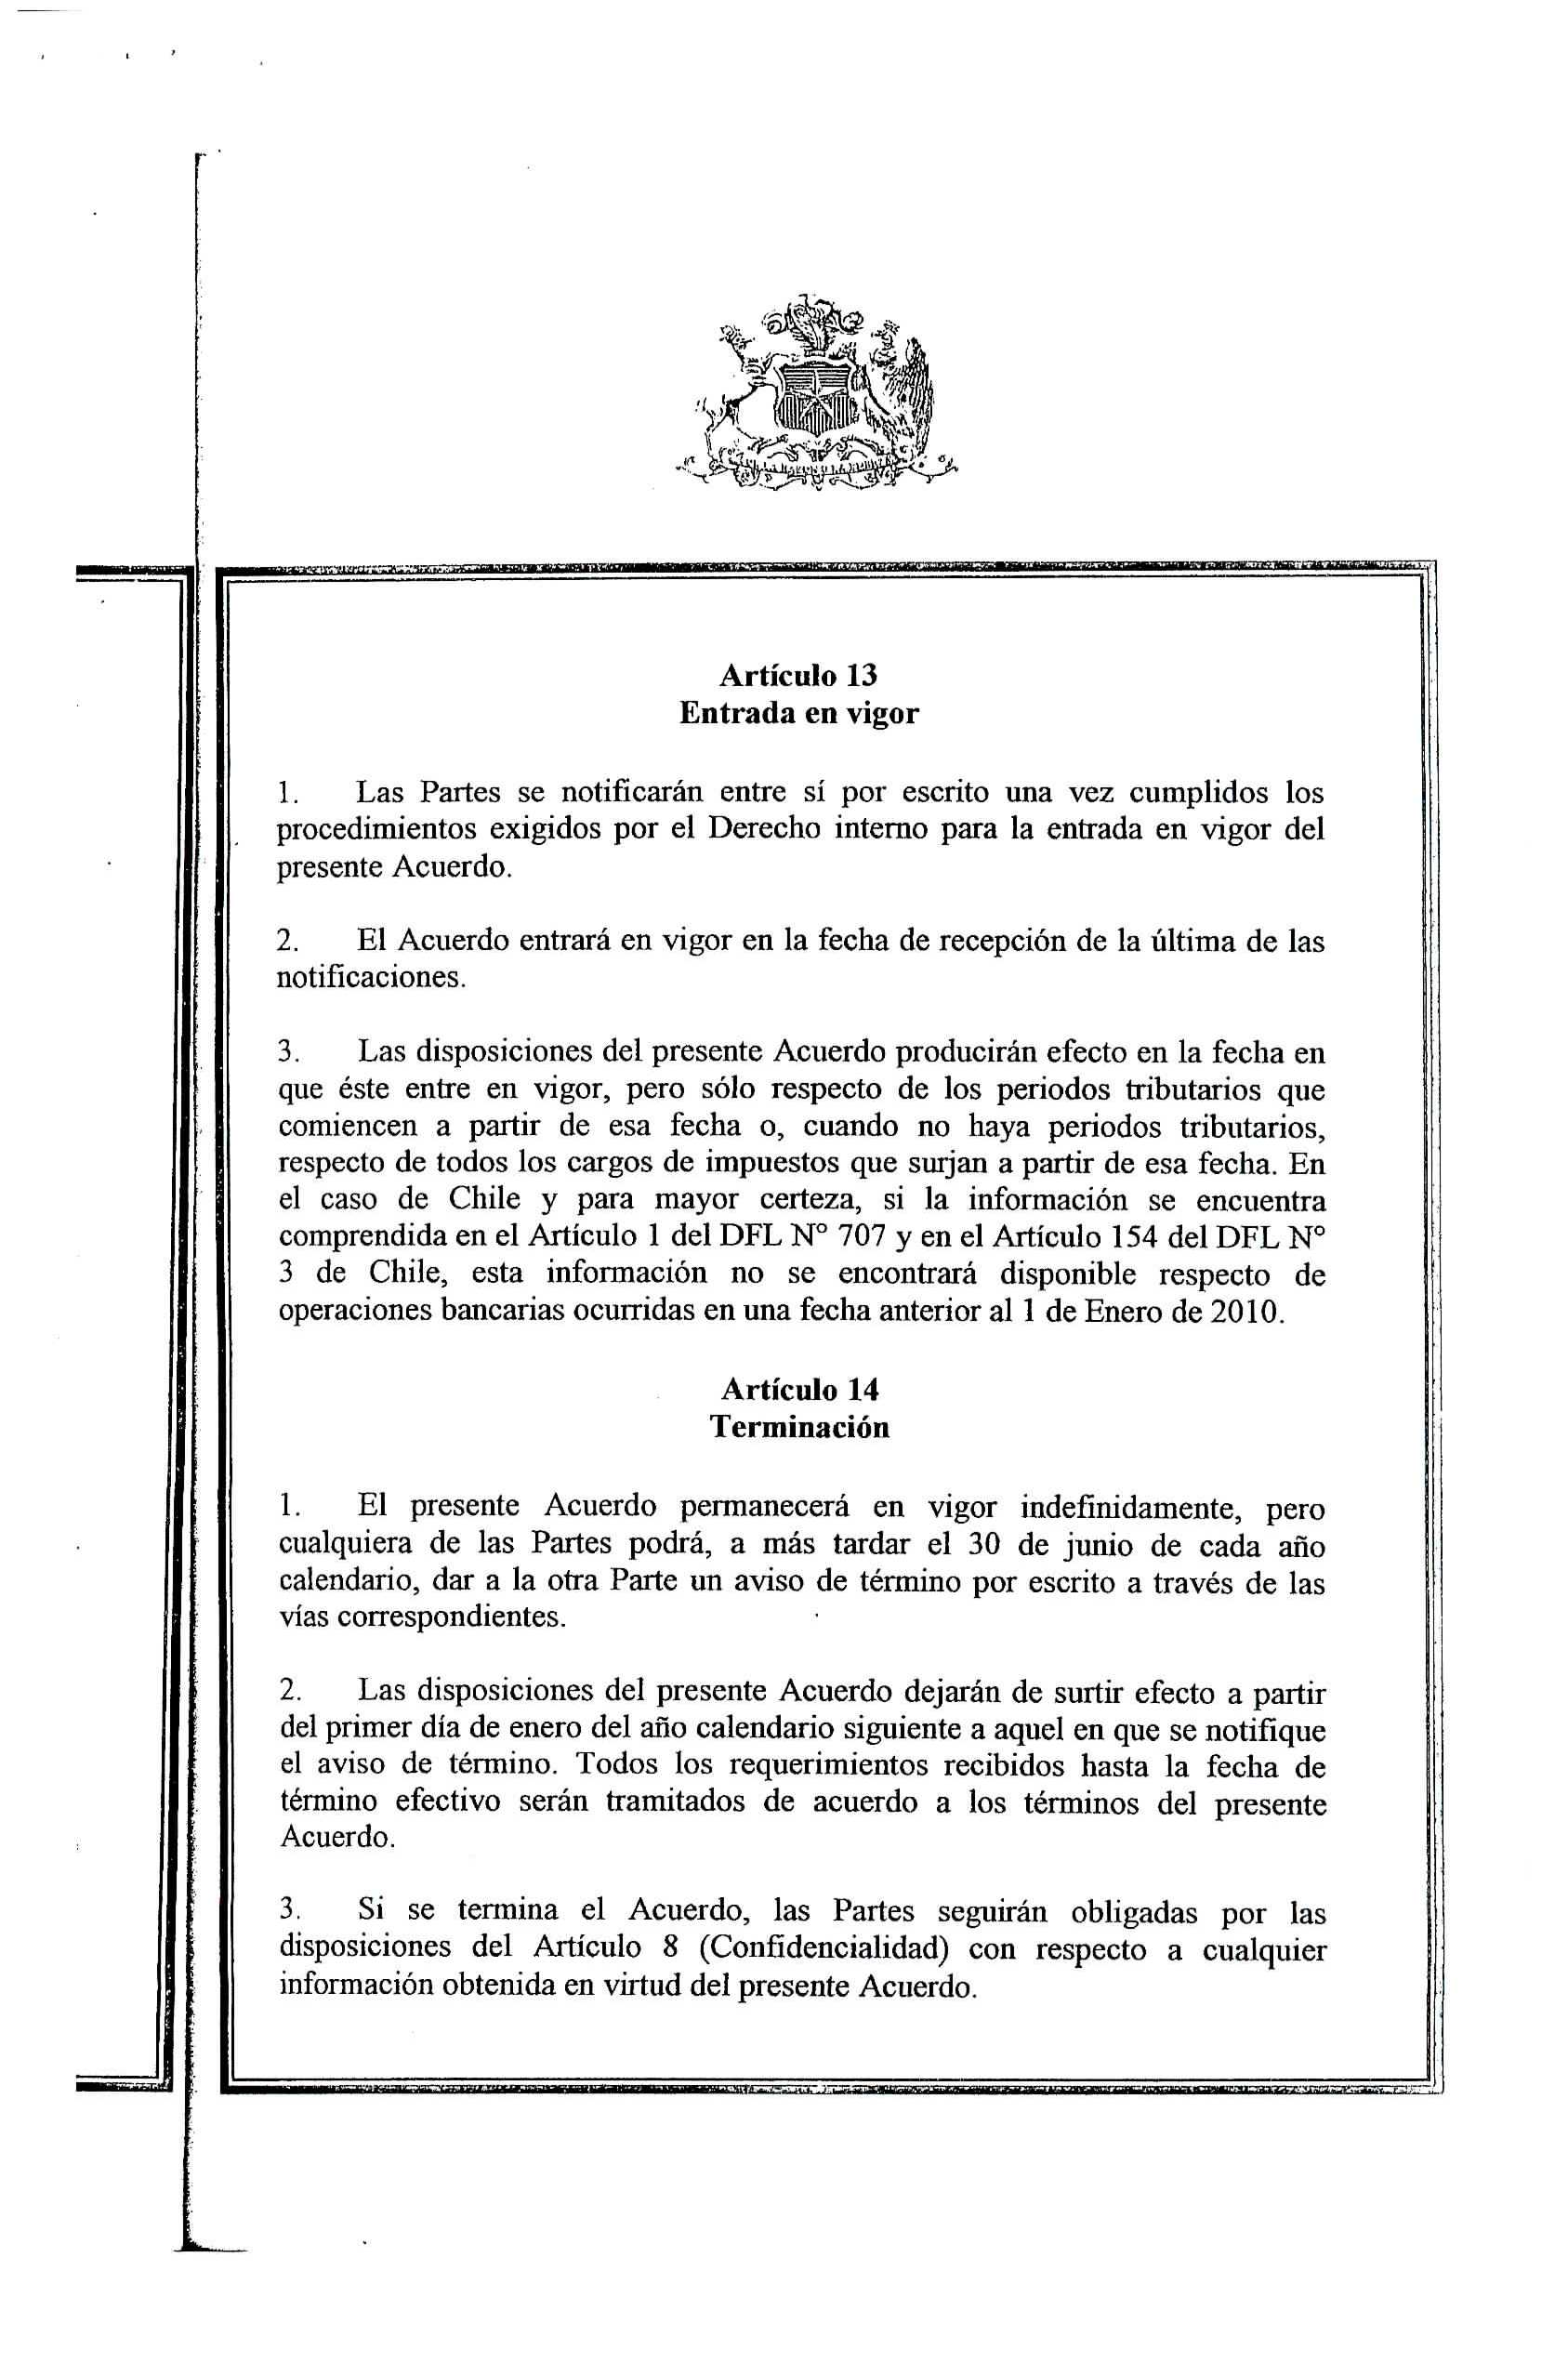 Artículo 13
Entrada en vigor
1. Las Partes se notificarán entre sí por escrito una vez cumplidos los
procedimientos exigidos por el Derecho interno para la entrada en vigor del
presente Acuerdo.
2. El Acuerdo entrará en vigor en la fecha de recepción de la última de las
notificaciones.
3. Las disposiciones del presente Acuerdo producirán efecto en la fecha en
que éste entre en vigor, pero sólo respecto de los periodos tributarios que
comiencen a partir de esa fecha o, cuando no haya periodos tributarios,
respecto de todos los cargos de impuestos que surjan a partir de esa fecha. En
el caso de Chile y para mayor certeza, si la información se encuentra
comprendida en el Artículo 1 del DFL Nº 707 y en el Artículo 154 del DFL Nº
3 de Chile, esta información no se encontrará disponible respecto de
operaciones bancarias ocurridas en una fecha anterior al 1 de Enero de 2010.
Artículo 14
Terminación
1. El presente Acuerdo permanecerá en vigor indefinidamente, pero
cualquiera de las Partes podrá, a más tardar el 30 de junio de cada año
calendario, dar a la otra Parte un aviso de término por escrito a través de las
vías correspondientes.
2. Las disposiciones del presente Acuerdo dejarán de surtir efecto a partir
del primer día de enero del año calendario siguiente a aquel en que se notifique
el aviso de término. Todos los requerimientos recibidos hasta la fecha de
término efectivo serán tramitados de acuerdo a los términos del presente
Acuerdo.
3. Si se termina el Acuerdo, las Partes seguirán obligadas por las
disposiciones del Artículo 8 (Confidencialidad) con respecto a cualquier
información obtenida en virtud del presente Acuerdo.